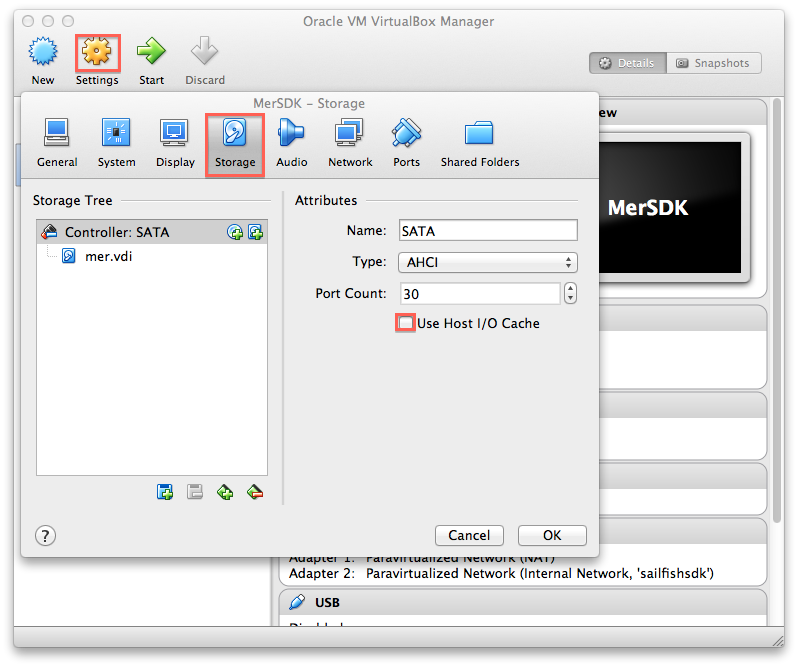 Oracle VM VirtualBox Manager
New Settings Start Discard
Details Snapshots
MerSDK – Storage
General System Display Storage Audio Network Ports Shared Folders
Storage Tree
Controller: SATA
mer.vdi
Attributes
Name: SATA
Type: AHCI
Port Count: 30
Use Host I/O Cache
? Cancel OK
ew
MerSDK
Adapter 1: Paravirtualized Network (NAT)
Adapter 2: Paravirtualized Network (Internal Network, 'sailfishsdk')
USB